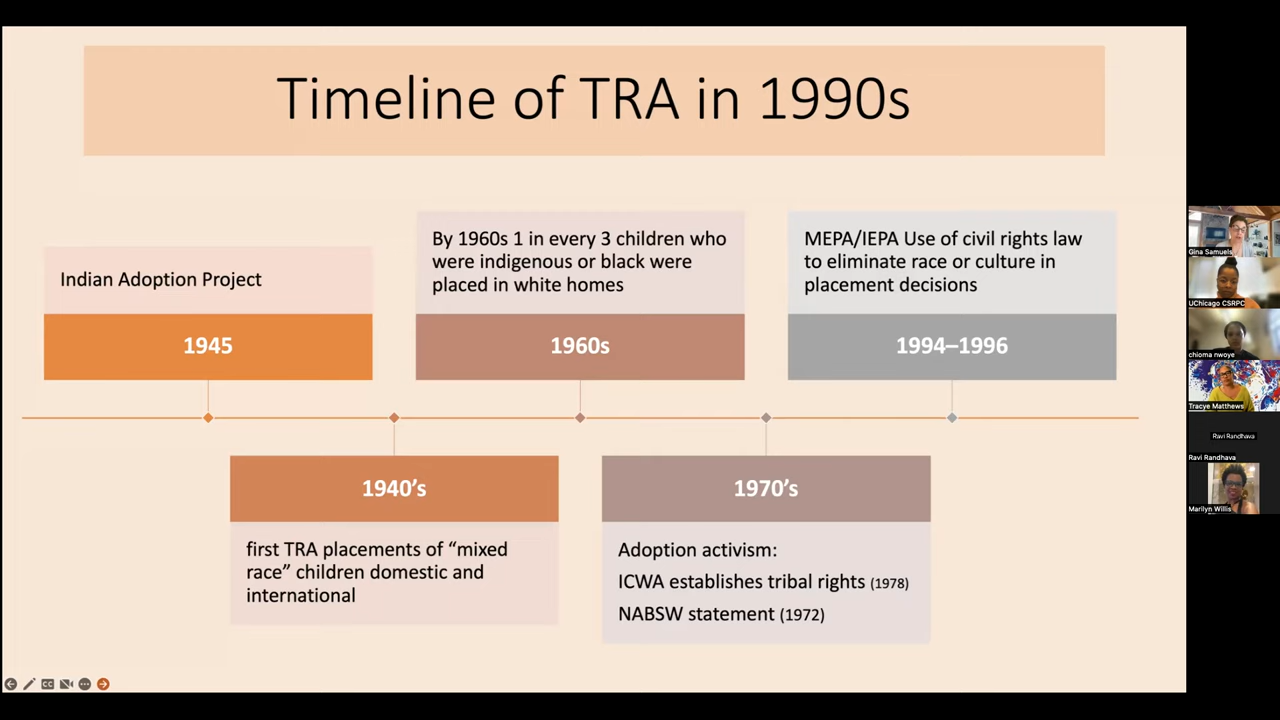 Timeline of TRA in 1990s
Indian Adoption Project
1945
By 1960s 1 in every 3 children who
were indigenous or black were
placed in white homes
1960s
MEPA/IEPA Use of civil rights law
to eliminate race or culture in
placement decisions
1994–1996
1940’s
first TRA placements of “mixed
race” children domestic and
international
1970’s
Adoption activism:
ICWA establishes tribal rights (1978)
NABSW statement (1972)
CC
Gina Samuels
UChicago CSRPC
chioma nwoye
Tracye Matthews
Ravi Randhava
Ravi Randhava
Marilyn Willis